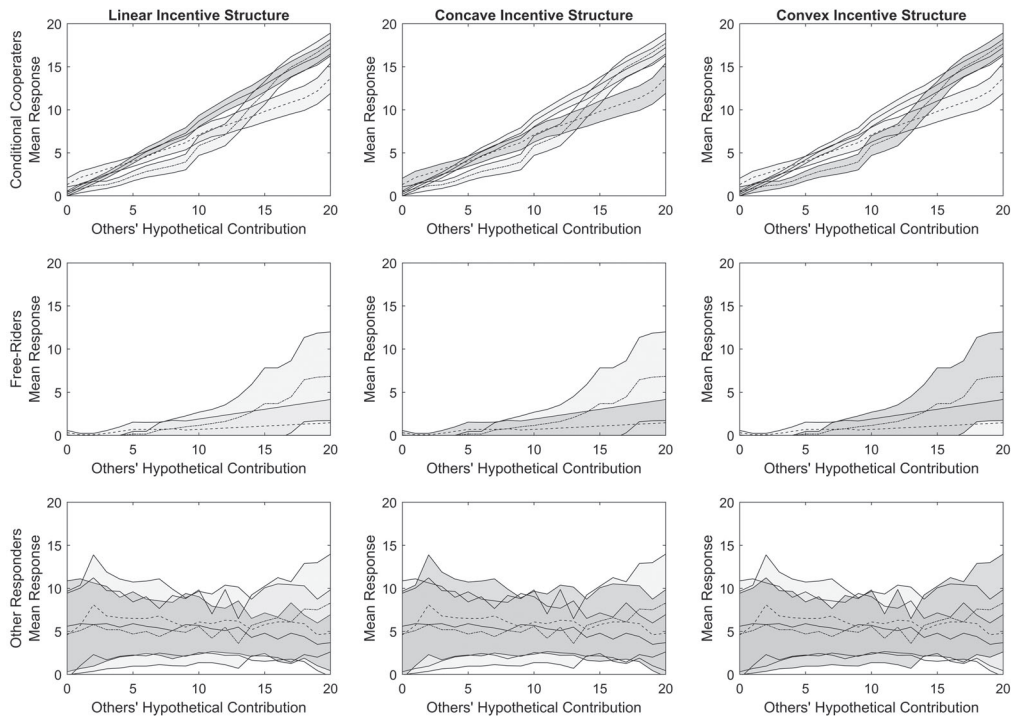 Linear Incentive Structure
Concave Incentive Structure
Convex Incentive Structure
Conditional Cooperaters
Mean Response
20
15
10
5
0
0 5 10 15 20
Others' Hypothetical Contribution
Mean Response
20
15
10
5
0
0 5 10 15 20
Others' Hypothetical Contribution
Mean Response
20
15
10
5
0
0 5 10 15 20
Others' Hypothetical Contribution
Free-Riders
Mean Response
20
15
10
5
0
0 5 10 15 20
Others' Hypothetical Contribution
Mean Response
20
15
10
5
0
0 5 10 15 20
Others' Hypothetical Contribution
Mean Response
20
15
10
5
0
0 5 10 15 20
Others' Hypothetical Contribution
Other Responders
Mean Response
20
15
10
5
0
0 5 10 15 20
Others' Hypothetical Contribution
Mean Response
20
15
10
5
0
0 5 10 15 20
Others' Hypothetical Contribution
Mean Response
20
15
10
5
0
0 5 10 15 20
Others' Hypothetical Contribution